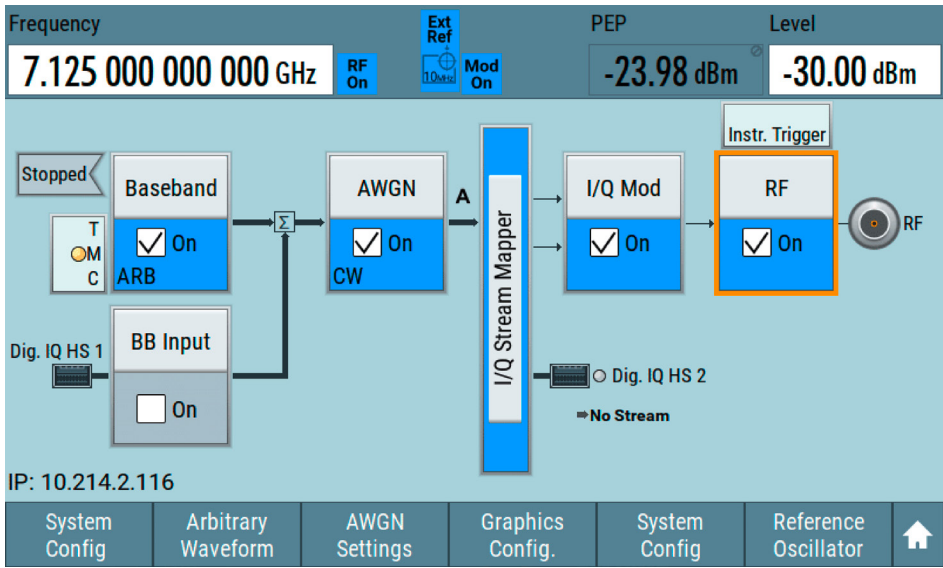 Frequency
7.125 000 000 000 GHz
RF
On
Ext
Ref
10MHz
Mod
On
PEP
-23.98 dBm
Level
-30.00 dBm
Instr. Trigger
Stopped
Baseband
On
ARB
T
M
C
Σ
AWGN
On
CW
A
I/Q Stream Mapper
I/Q Mod
On
RF
On
RF
Dig. IQ HS 1
BB Input
On
Dig. IQ HS 2
No Stream
IP: 10.214.2.116
System
Config
Arbitrary
Waveform
AWGN
Settings
Graphics
Config.
System
Config
Reference
Oscillator